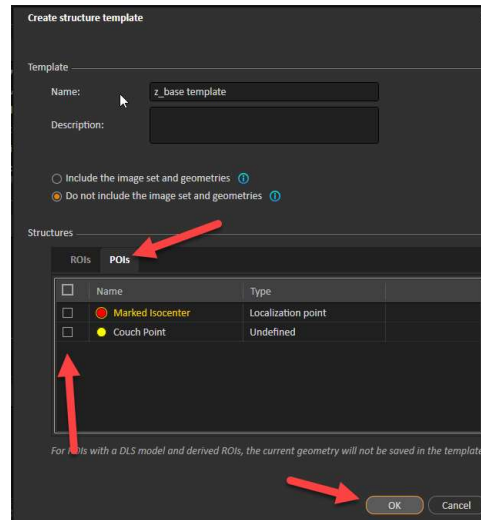 Create structure template
Template
Name: z_base template
Description:
Include the image set and geometries
Do not include the image set and geometries
Structures
ROIs POIs
Name Type
Marked Isocenter Localization point
Couch Point Undefined
For ROIs with a DLS model and derived ROIs, the current geometry will not be saved in the template
OK Cancel